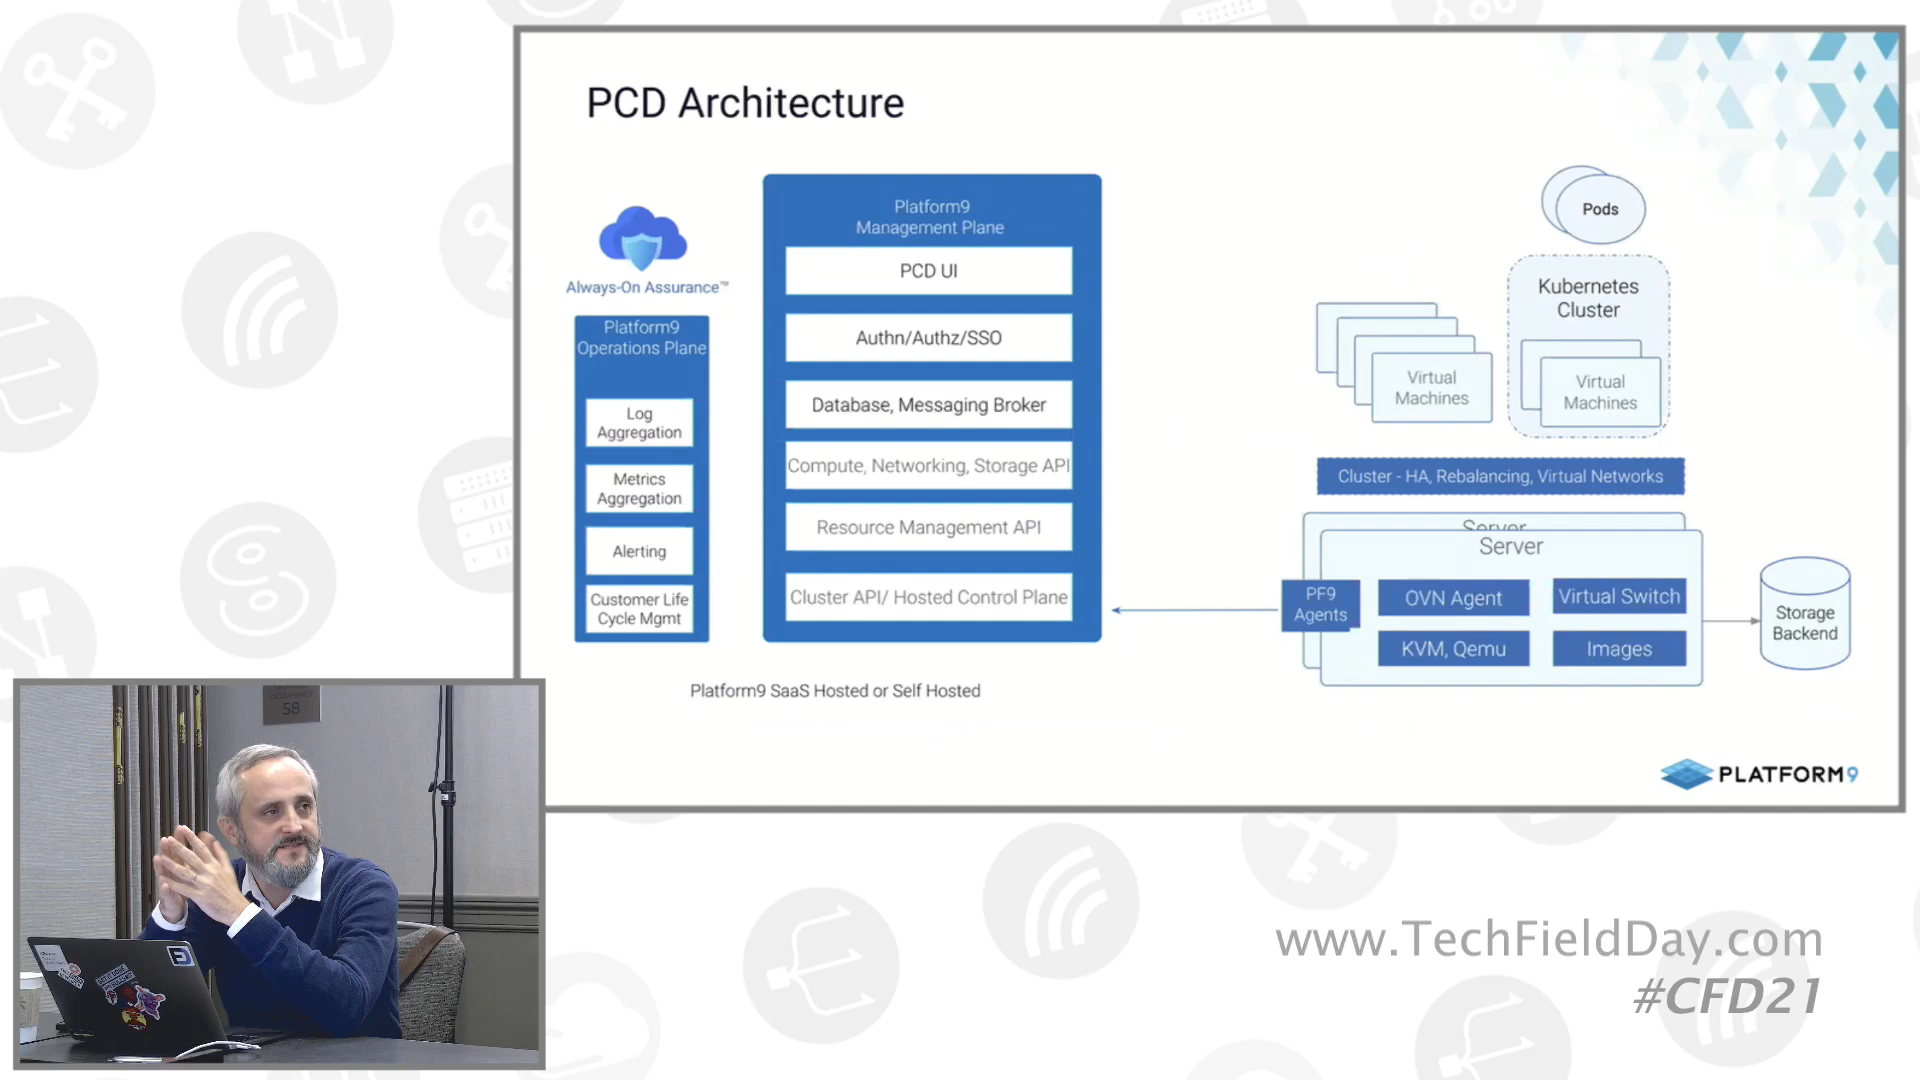 PCD Architecture
Always-On Assurance™
Platform9
Operations Plane
Log
Aggregation
Metrics
Aggregation
Alerting
Customer Life
Cycle Mgmt
Platform9
Management Plane
PCD UI
Authn/Authz/SSO
Database, Messaging Broker
Compute, Networking, Storage API
Resource Management API
Cluster API/ Hosted Control Plane
Platform9 SaaS Hosted or Self Hosted
Pods
Kubernetes
Cluster
Virtual
Machines
Virtual
Machines
Cluster - HA, Rebalancing, Virtual Networks
Server
Server
PF9
Agents
OVN Agent
Virtual Switch
KVM, Qemu
Images
Storage
Backend
PLATFORM9
58
www.TechFieldDay.com
#CFD21